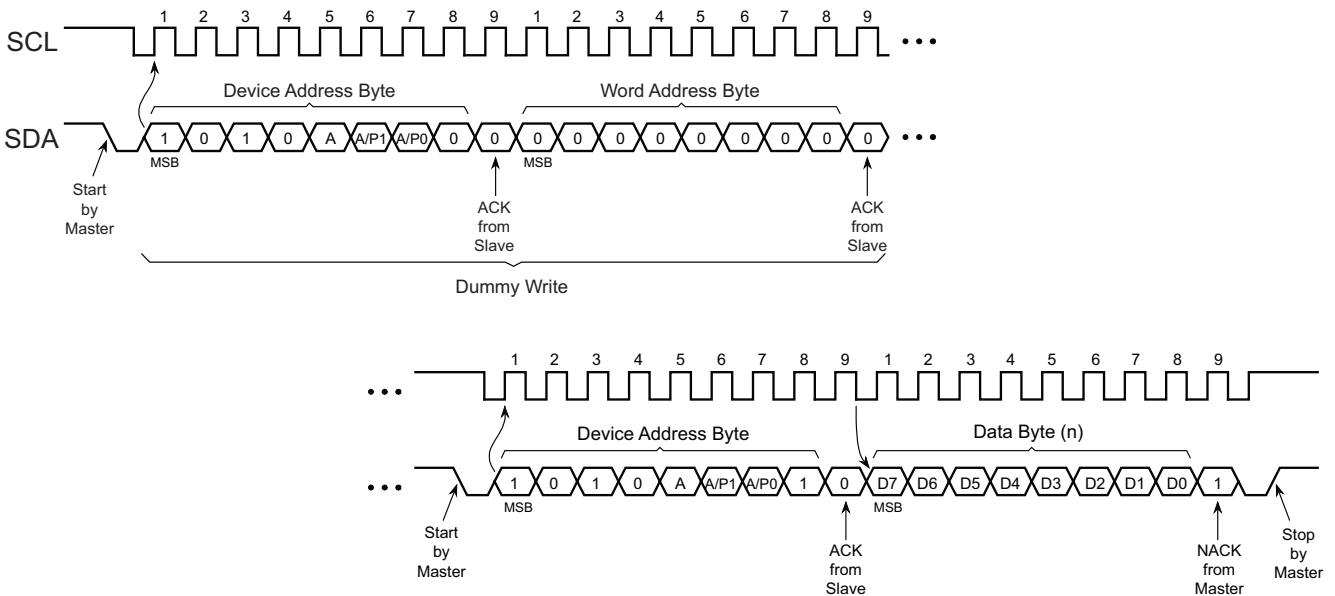 1 2 3 4 5 6 7 8 9 1 2 3 4 5 6 7 8 9
SCL
Device Address Byte Word Address Byte
SDA 1 0 1 0 A A/P1 A/P0 0 0 0 0 0 0 0 0 0 0 0
MSB MSB
Start
by
Master
ACK
from
Slave
ACK
from
Slave
Dummy Write
1 2 3 4 5 6 7 8 9 1 2 3 4 5 6 7 8 9
Device Address Byte Data Byte (n)
1 0 1 0 A A/P1 A/P0 1 0 D7 D6 D5 D4 D3 D2 D1 D0 1
MSB MSB
Start
by
Master
ACK
from
Slave
NACK
from
Master
Stop
by
Master